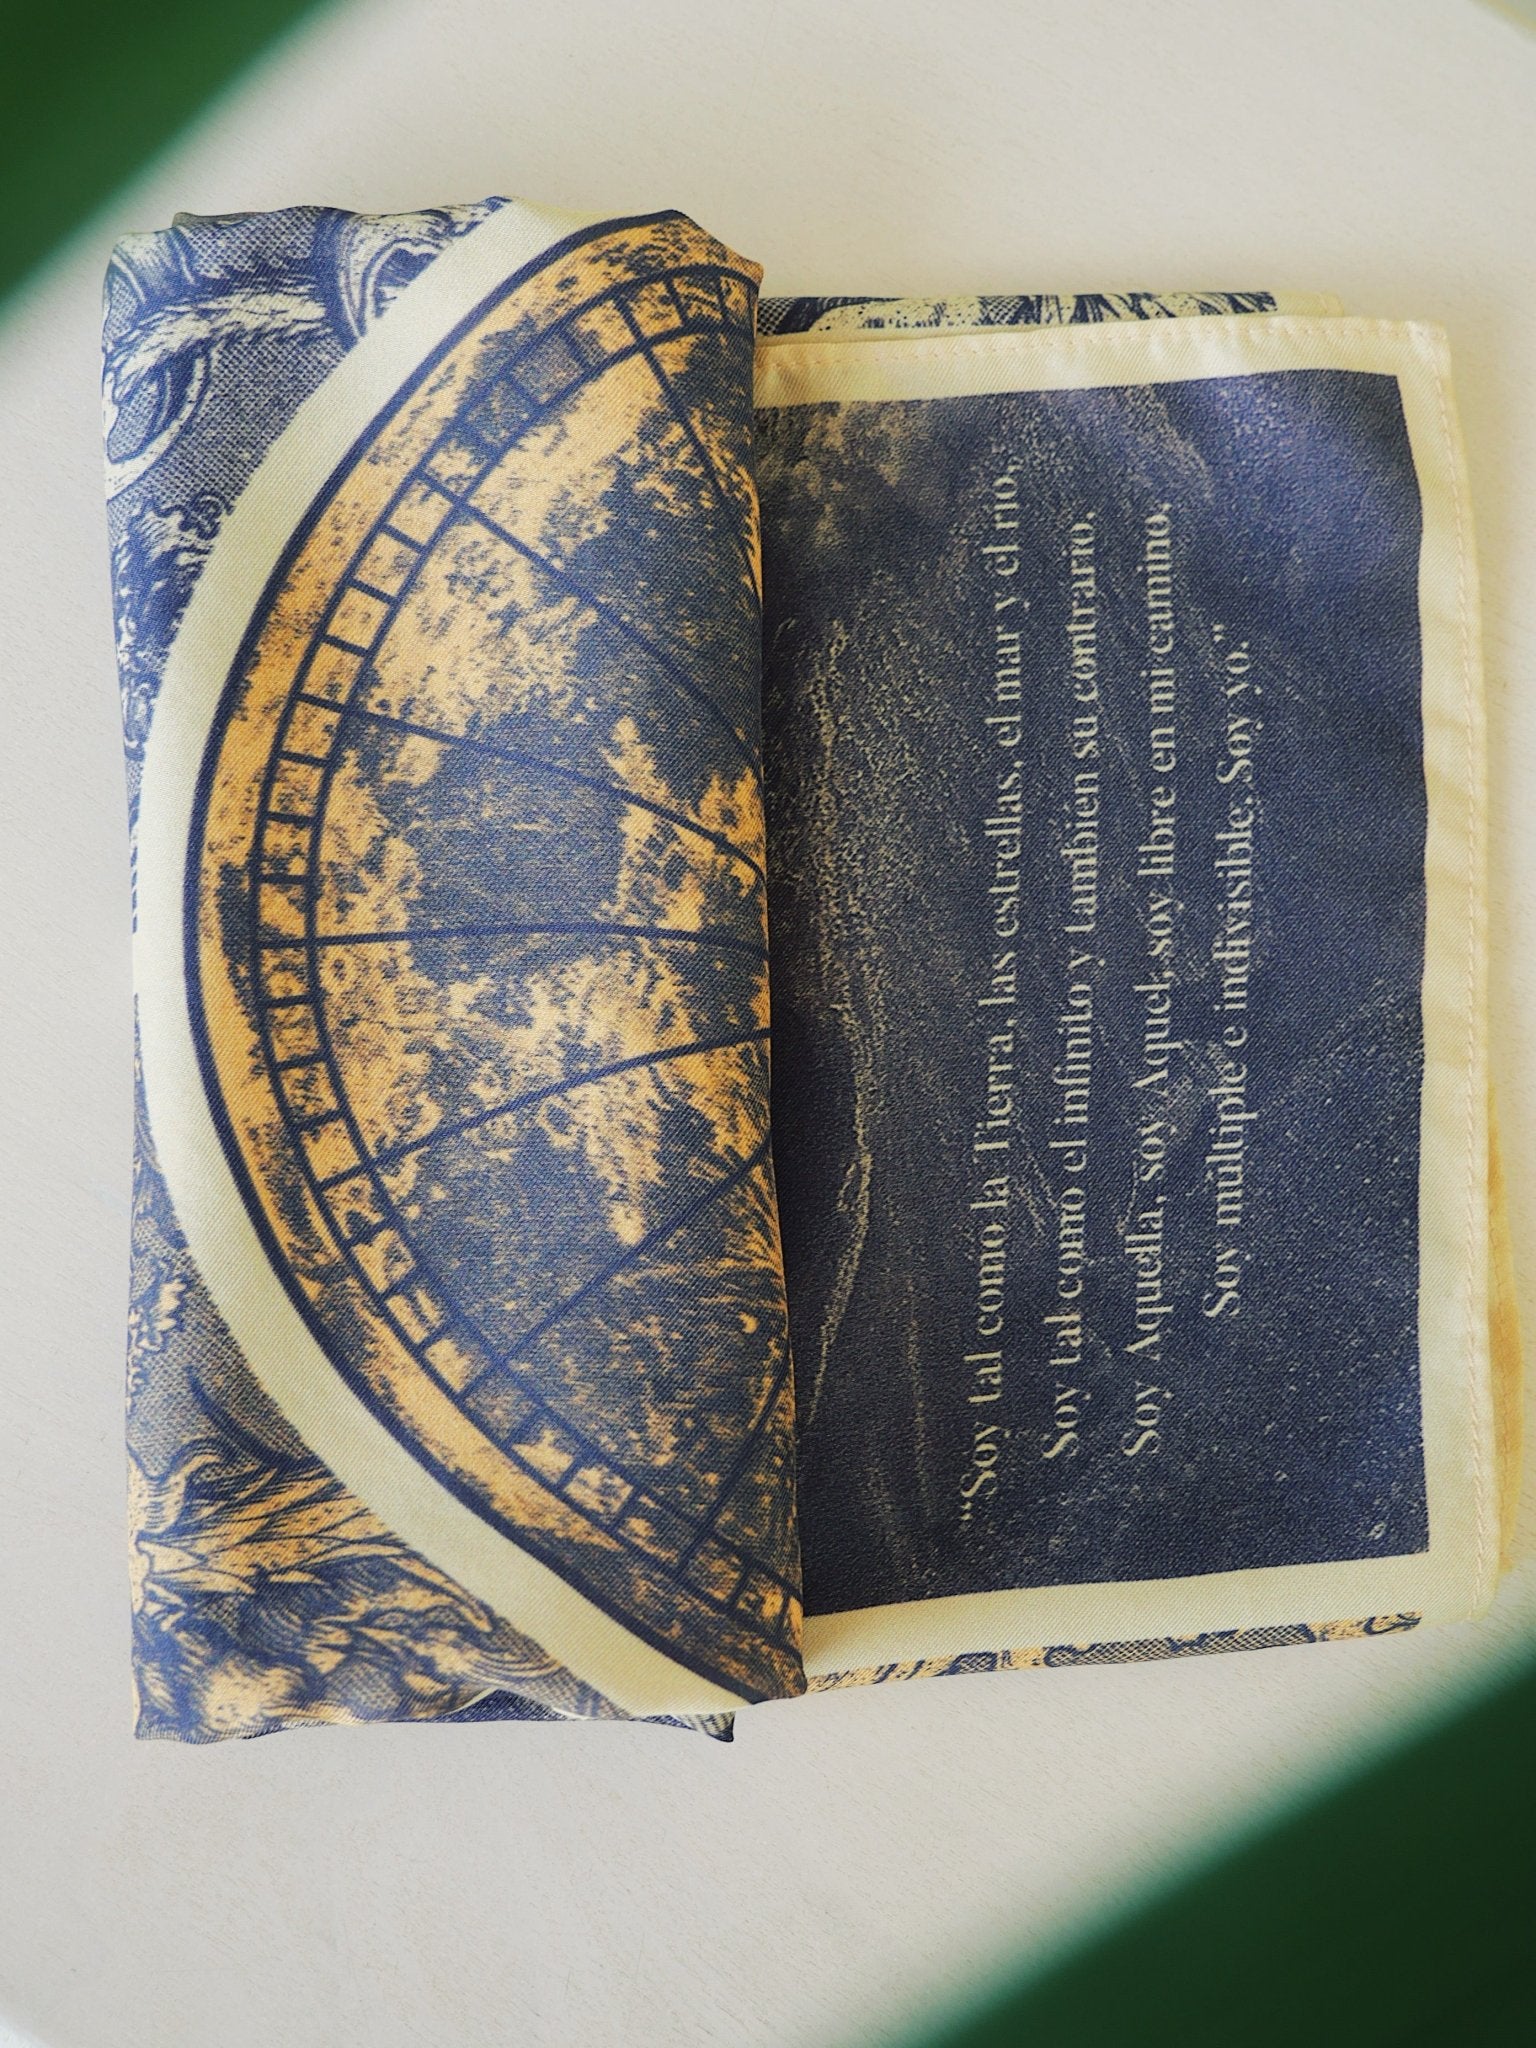 “Soy tal como la Tierra, las estrellas, el mar y el río,
Soy tal como el infinito y también su contrario,
Soy Aquella, soy Aquel, soy libre en mi camino,
Soy múltiple e indivisible, Soy yo.”